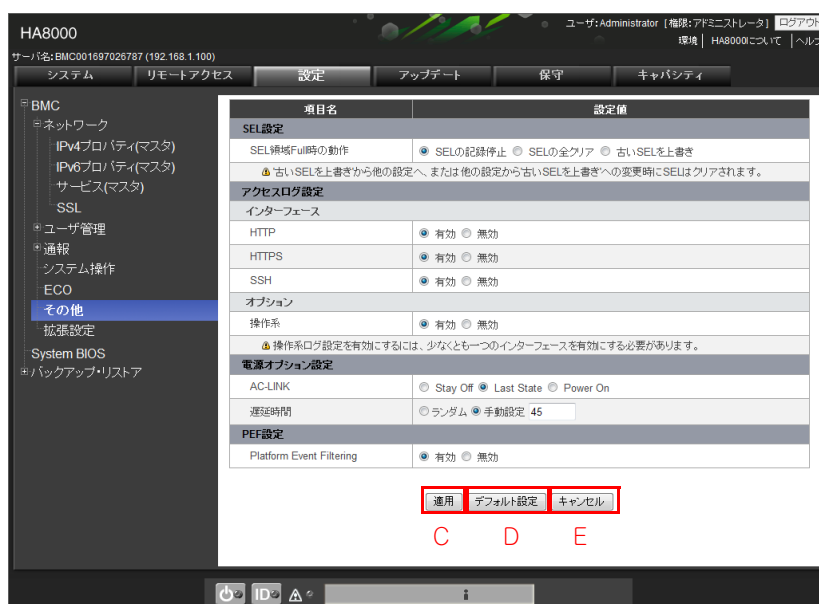 HA8000
ユーザ:Administrator [権限:アドミニストレータ] ログアウト
環境 | HA8000について | ヘル
サーバ名: BMC001697026787 (192.168.1.100)
システム リモートアクセス 設定 アップデート 保守 キャパシティ
BMC
ネットワーク
IPv4プロパティ(マスタ)
IPv6プロパティ(マスタ)
サービス(マスタ)
SSL
ユーザ管理
通報
システム操作
ECO
その他
拡張設定
System BIOS
バックアップ・リストア
項目名 設定値
SEL設定
SEL領域Full時の動作 SELの記録停止 SELの全クリア 古いSELを上書き
'古いSELを上書き'から他の設定へ、または他の設定から'古いSELを上書き'への変更時にSELはクリアされます。
アクセスログ設定
インターフェース
HTTP 有効 無効
HTTPS 有効 無効
SSH 有効 無効
オプション
操作系 有効 無効
操作系ログ設定を有効にするには、少なくとも一つのインターフェースを有効にする必要があります。
電源オプション設定
AC-LINK Stay Off Last State Power On
遅延時間 ランダム 手動設定 45
PEF設定
Platform Event Filtering 有効 無効
適用 デフォルト設定 キャンセル
C D E
ID